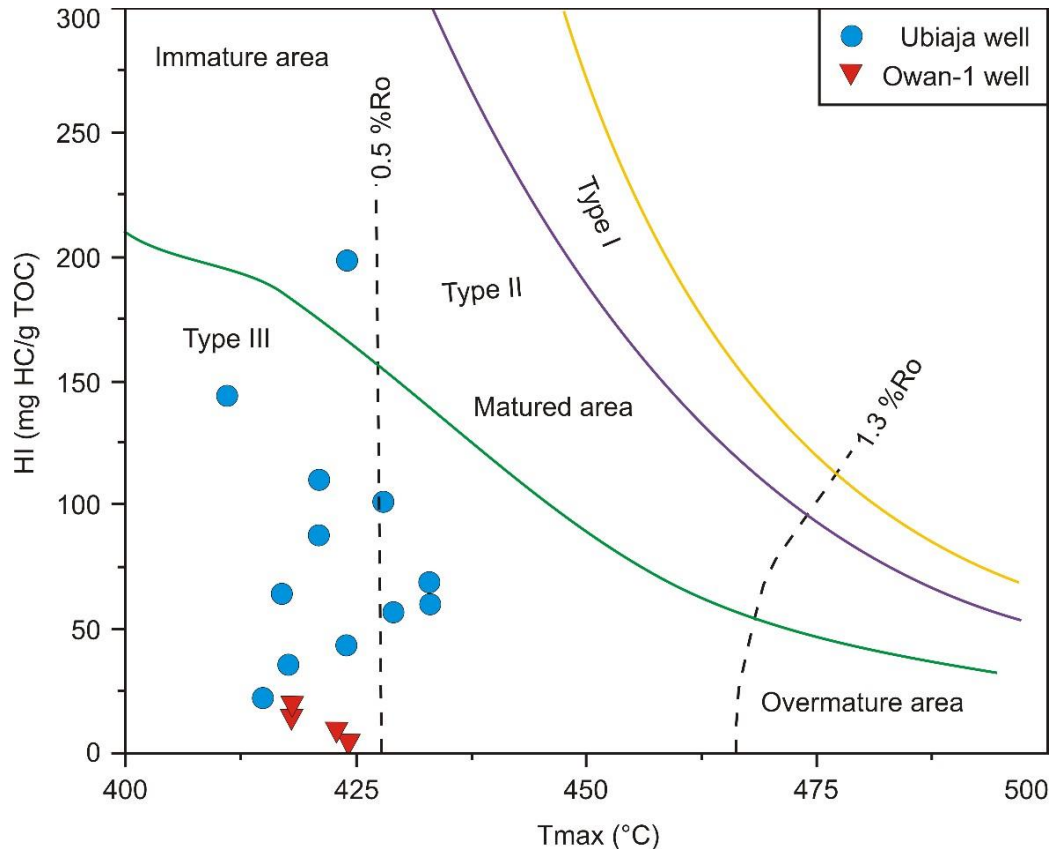 300
250
200
150
100
50
0
HI (mg HC/g TOC)
Immature area
0.5 %Ro
Ubiaja well
Owan-1 well
Type I
Type II
Type III
Matured area
1.3 %Ro
Overmature area
400
425
450
475
500
Tmax (°C)